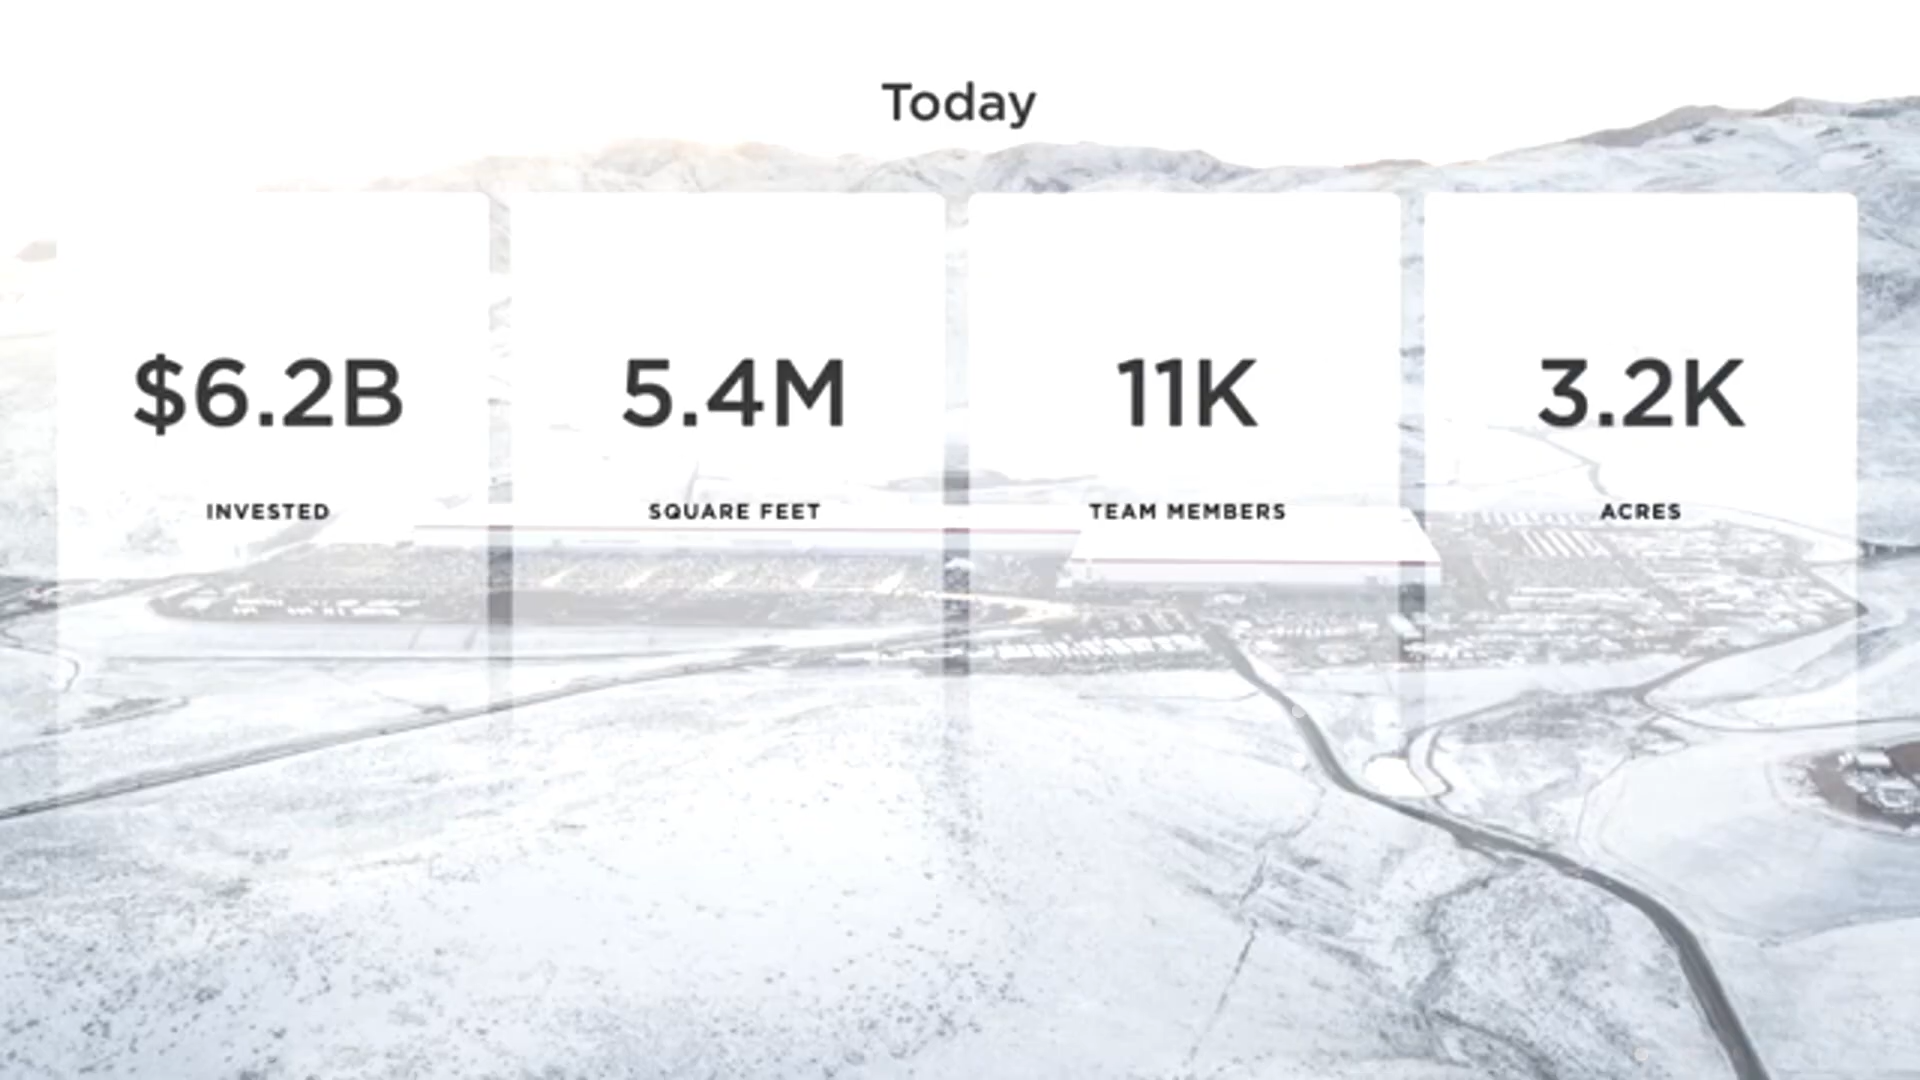 Today
$6.2B
INVESTED
5.4M
SQUARE FEET
11K
TEAM MEMBERS
3.2K
ACRES